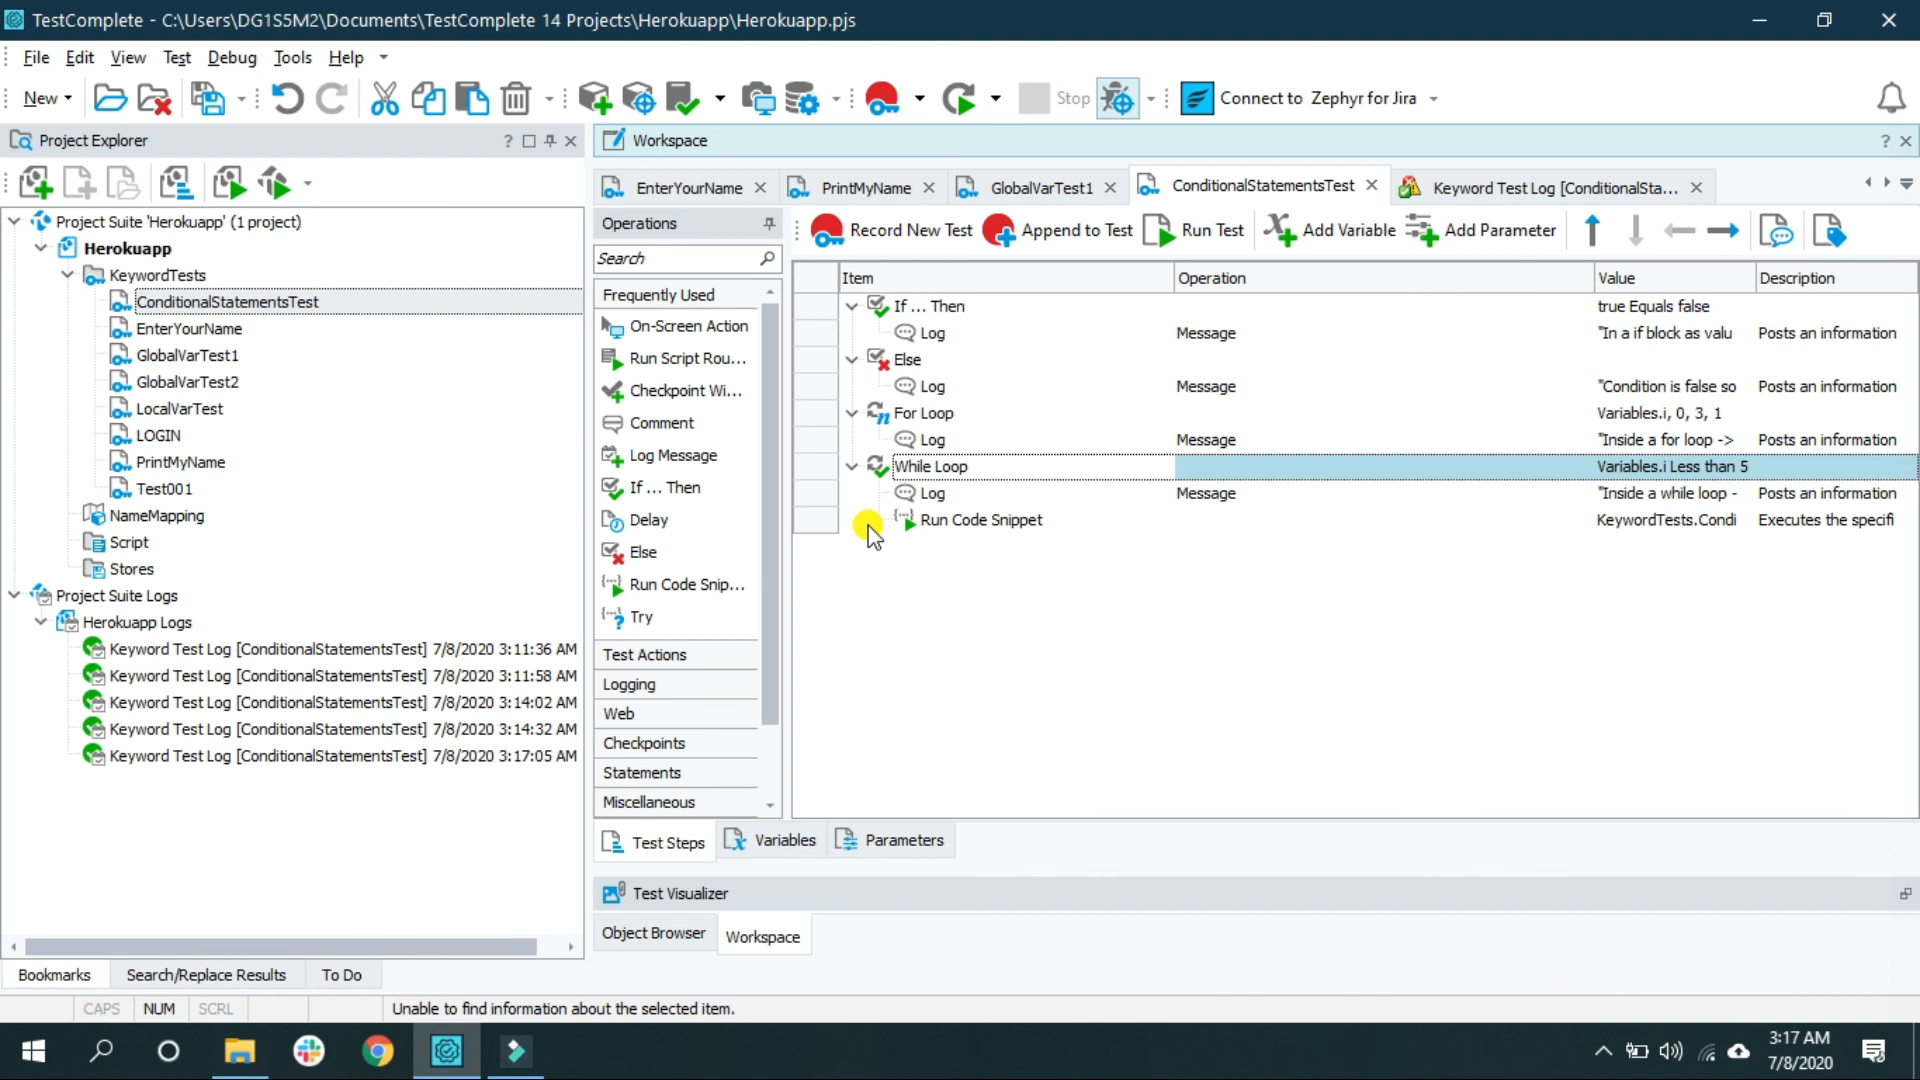 TestComplete - C:\Users\DG1S5M2\Documents\TestComplete 14 Projects\Herokuapp\Herokuapp.pjs
File Edit View Test Debug Tools Help
New Stop Connect to Zephyr for Jira
Project Explorer
Project Suite 'Herokuapp' (1 project)
Herokuapp
KeywordTests
ConditionalStatementsTest
EnterYourName
GlobalVarTest1
GlobalVarTest2
LocalVarTest
LOGIN
PrintMyName
Test001
NameMapping
Script
Stores
Project Suite Logs
Herokuapp Logs
Keyword Test Log [ConditionalStatementsTest] 7/8/2020 3:11:36 AM
Keyword Test Log [ConditionalStatementsTest] 7/8/2020 3:11:58 AM
Keyword Test Log [ConditionalStatementsTest] 7/8/2020 3:14:02 AM
Keyword Test Log [ConditionalStatementsTest] 7/8/2020 3:14:32 AM
Keyword Test Log [ConditionalStatementsTest] 7/8/2020 3:17:05 AM
Workspace
EnterYourName PrintMyName GlobalVarTest1 ConditionalStatementsTest Keyword Test Log [ConditionalSta...
Operations
Search
Frequently Used
On-Screen Action
Run Script Rou...
Checkpoint Wi...
Comment
Log Message
If ... Then
Delay
Else
Run Code Snip...
Try
Test Actions
Logging
Web
Checkpoints
Statements
Miscellaneous
Record New Test Append to Test Run Test Add Variable Add Parameter
Item Operation Value Description
If ... Then true Equals false
Log Message "In a if block as valu Posts an information
Else
Log Message "Condition is false so Posts an information
For Loop Variables.i, 0, 3, 1
Log Message "Inside a for loop -> Posts an information
While Loop Variables.i Less than 5
Log Message "Inside a while loop - Posts an information
Run Code Snippet KeywordTests.Condi Executes the specifi
Test Steps Variables Parameters
Test Visualizer
Object Browser Workspace
Bookmarks Search/Replace Results To Do
CAPS NUM SCRL Unable to find information about the selected item.
3:17 AM
7/8/2020